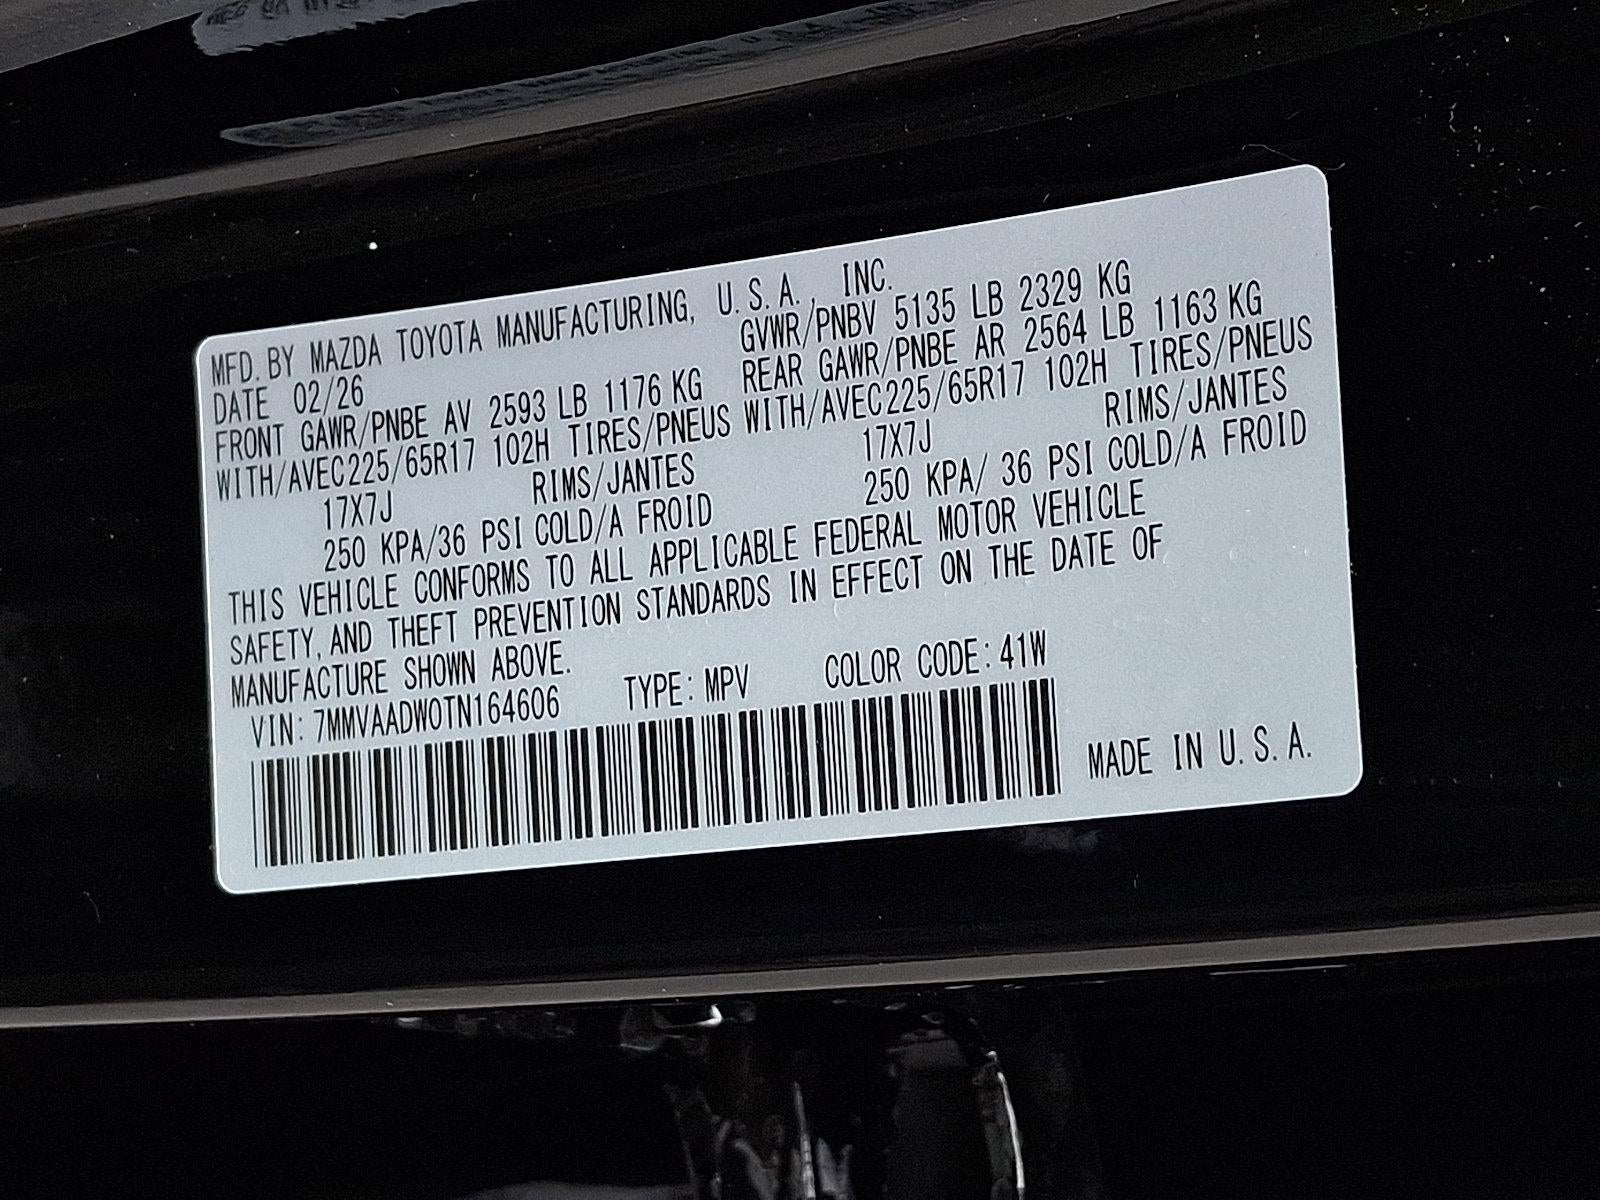 MFD. BY MAZDA TOYOTA MANUFACTURING, U.S.A., INC.
DATE 02/26 GVWR/PNBV 5135 LB 2329 KG
FRONT GAWR/PNBE AV 2593 LB 1176 KG REAR GAWR/PNBE AR 2564 LB 1163 KG
WITH/AVEC225/65R17 102H TIRES/PNEUS WITH/AVEC225/65R17 102H TIRES/PNEUS
17X7J RIMS/JANTES 17X7J RIMS/JANTES
250 KPA/36 PSI COLD/A FROID 250 KPA/ 36 PSI COLD/A FROID
THIS VEHICLE CONFORMS TO ALL APPLICABLE FEDERAL MOTOR VEHICLE
SAFETY, AND THEFT PREVENTION STANDARDS IN EFFECT ON THE DATE OF
MANUFACTURE SHOWN ABOVE.
VIN: 7MMVAADW0TN164606 TYPE: MPV COLOR CODE: 41W
MADE IN U.S.A.